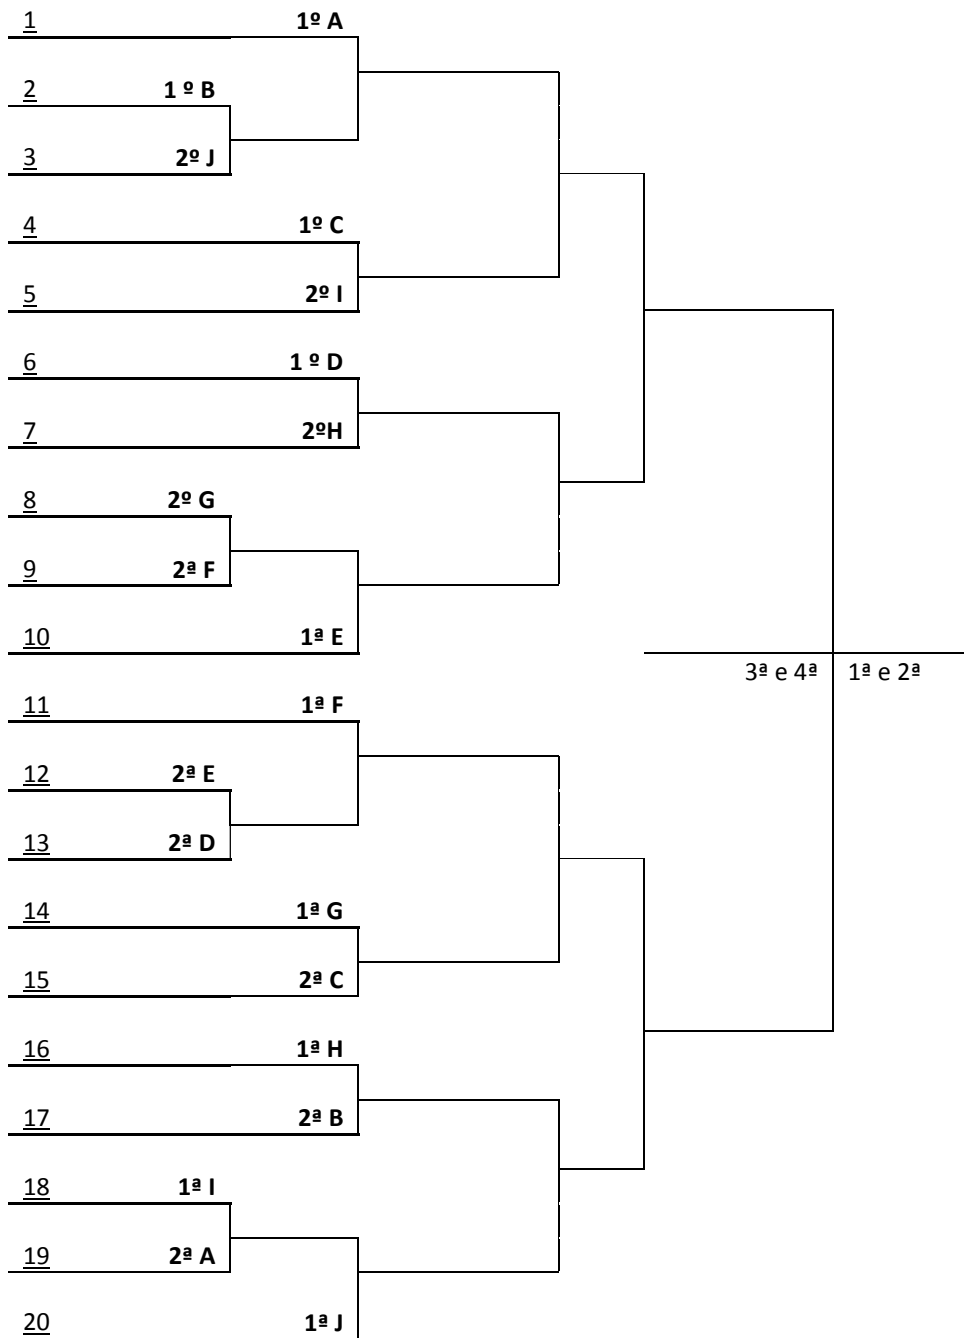 1 1º A
2 1 º B
3 2º J
4 1º C
5 2º I
6 1 º D
7 2ºH
8 2º G
9 2ª F
10 1ª E
3ª e 4ª 1ª e 2ª
11 1ª F
12 2ª E
13 2ª D
14 1ª G
15 2ª C
16 1ª H
17 2ª B
18 1ª I
19 2ª A
20 1ª J